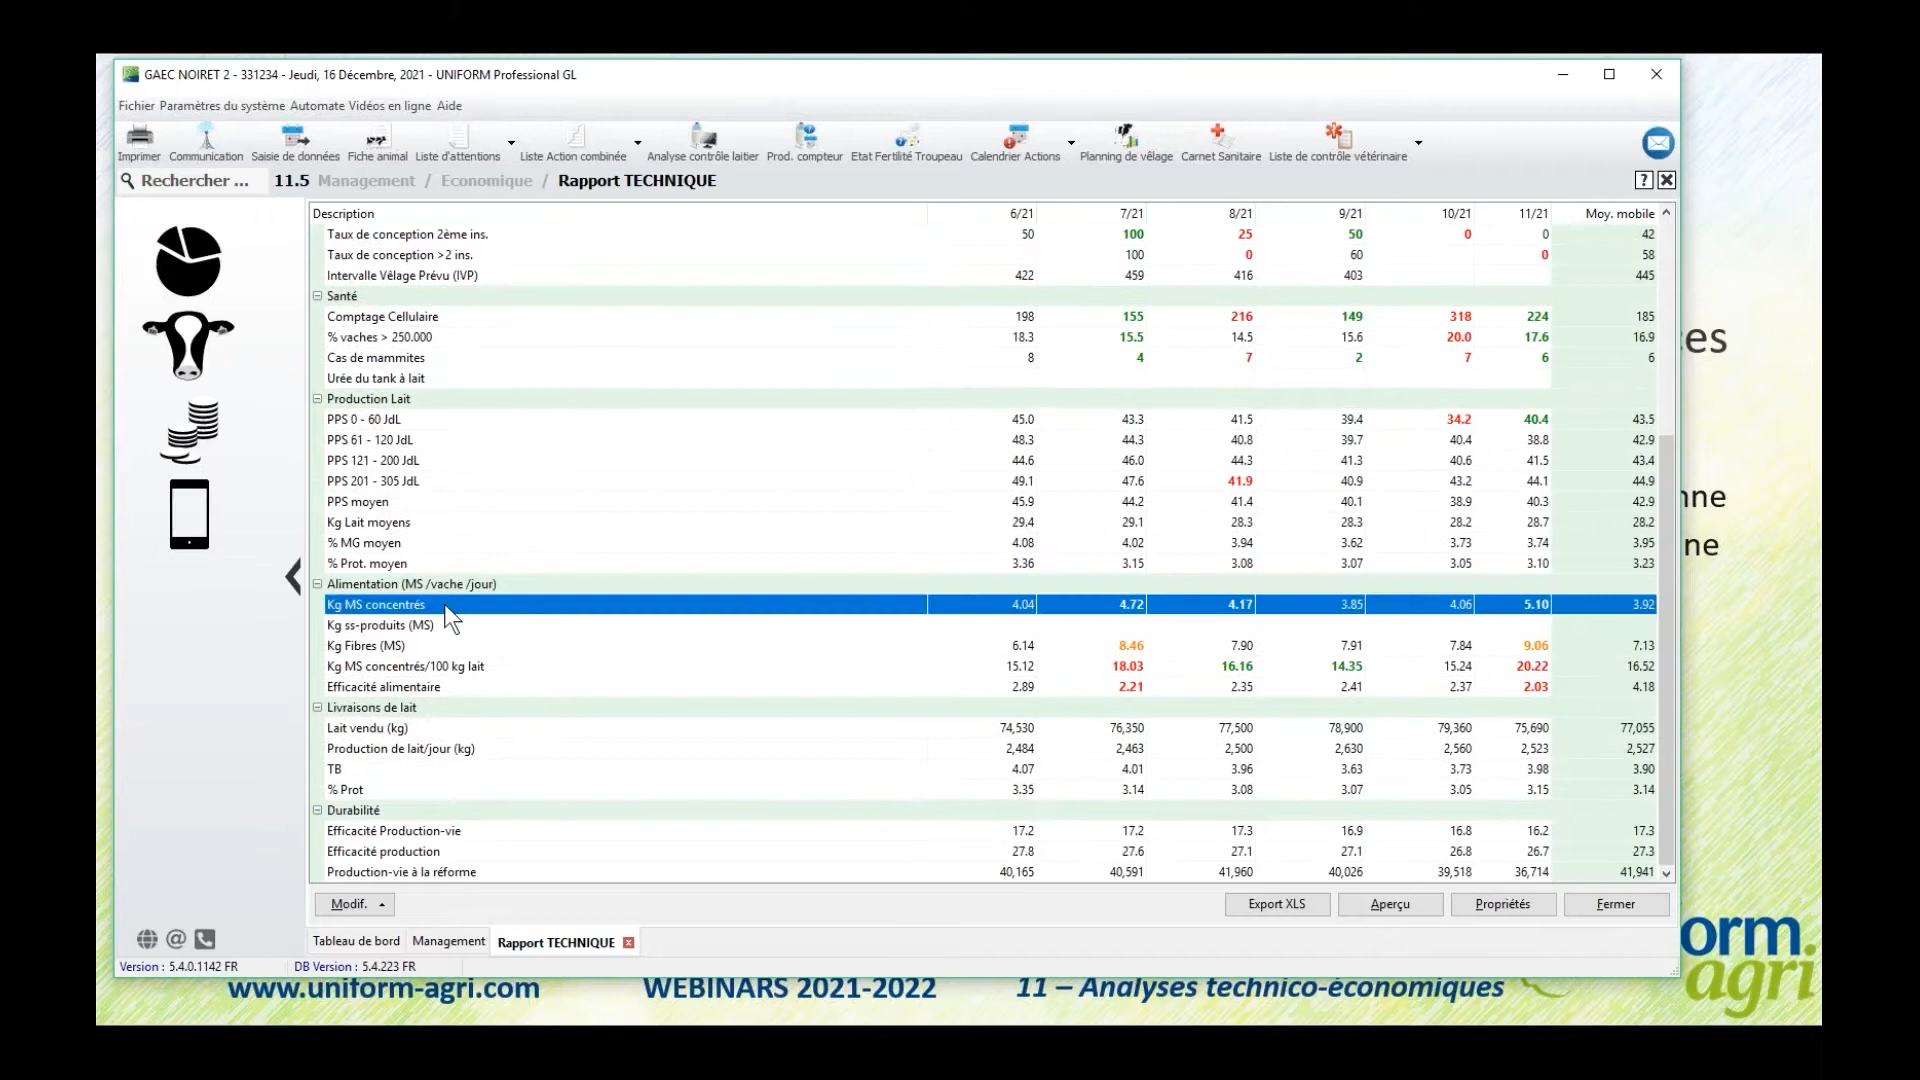 GAEC NOIRET 2 - 331234 - Jeudi, 16 Décembre, 2021 - UNIFORM Professional GL
Fichier Paramètres du système Automate Vidéos en ligne Aide
Imprimer Communication Saisie de données Fiche animal Liste d'attentions Liste Action combinée Analyse contrôle laitier Prod. compteur Etat Fertilité Troupeau Calendrier Actions Planning de vêlage Carnet Sanitaire Liste de contrôle vétérinaire
Rechercher ... 11.5 Management / Economique / Rapport TECHNIQUE
Description 6/21 7/21 8/21 9/21 10/21 11/21 Moy. mobile
Taux de conception 2ème ins. 50 100 25 50 0 0 42
Taux de conception >2 ins. 100 0 60 0 58
Intervalle Vêlage Prévu (IVP) 422 459 416 403 445
Santé
Comptage Cellulaire 198 155 216 149 318 224 185
% vaches > 250.000 18.3 15.5 14.5 15.6 20.0 17.6 16.9
Cas de mammites 8 4 7 2 7 6 6
Urée du tank à lait
Production Lait
PPS 0 - 60 JdL 45.0 43.3 41.5 39.4 34.2 40.4 43.5
PPS 61 - 120 JdL 48.3 44.3 40.8 39.7 40.4 38.8 42.9
PPS 121 - 200 JdL 44.6 46.0 44.3 41.3 40.6 41.5 43.4
PPS 201 - 305 JdL 49.1 47.6 41.9 40.9 43.2 44.1 44.9
PPS moyen 45.9 44.2 41.4 40.1 38.9 40.3 42.9
Kg Lait moyens 29.4 29.1 28.3 28.3 28.2 28.7 28.2
% MG moyen 4.08 4.02 3.94 3.62 3.73 3.74 3.95
% Prot. moyen 3.36 3.15 3.08 3.07 3.05 3.10 3.23
Alimentation (MS /vache /jour)
Kg MS concentrés 4.04 4.72 4.17 3.85 4.06 5.10 3.92
Kg ss-produits (MS)
Kg Fibres (MS) 6.14 8.46 7.90 7.91 7.84 9.06 7.13
Kg MS concentrés/100 kg lait 15.12 18.03 16.16 14.35 15.24 20.22 16.52
Efficacité alimentaire 2.89 2.21 2.35 2.41 2.37 2.03 4.18
Livraisons de lait
Lait vendu (kg) 74,530 76,350 77,500 78,900 79,360 75,690 77,055
Production de lait/jour (kg) 2,484 2,463 2,500 2,630 2,560 2,523 2,527
TB 4.07 4.01 3.96 3.63 3.73 3.98 3.90
% Prot 3.35 3.14 3.08 3.07 3.05 3.15 3.14
Durabilité
Efficacité Production-vie 17.2 17.2 17.3 16.9 16.8 16.2 17.3
Efficacité production 27.8 27.6 27.1 27.1 26.8 26.7 27.3
Production-vie à la réforme 40,165 40,591 41,960 40,026 39,518 36,714 41,941
Modif. Export XLS Aperçu Propriétés Fermer
Tableau de bord Management Rapport TECHNIQUE
Version : 5.4.0.1142 FR DB Version : 5.4.223 FR
es
nne
ne
www.uniform-agri.com WEBINARS 2021-2022 11 – Analyses technico-économiques
orm.
agri